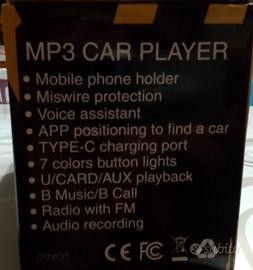 MP3 CAR PLAYER
• Mobile phone holder
• Miswire protection
• Voice assistant
• APP positioning to find a car
• TYPE-C charging port
• 7 colors button lights
• U/CARD/AUX playback
• B Music/B Call
• Radio with FM
• Audio recording
CE FC
subito